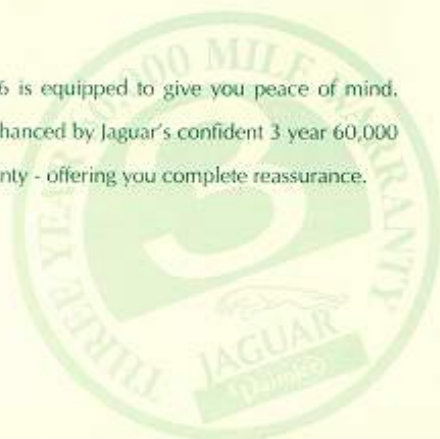 6 is equipped to give you peace of mind.
hanced by Jaguar's confident 3 year 60,000
nty - offering you complete reassurance.
THREE YEAR 60,000 MILE WARRANTY
3
JAGUAR
Daimler